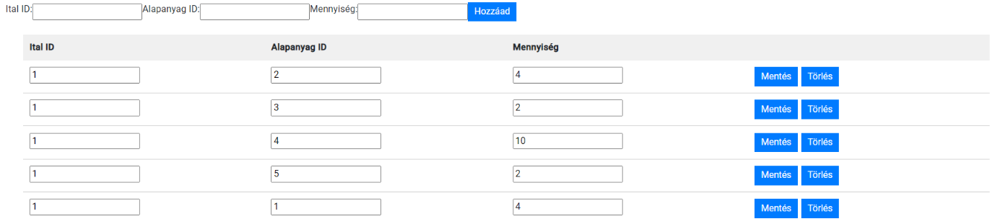 Ital ID: Alapanyag ID: Mennyiség: Hozzáad
Ital ID Alapanyag ID Mennyiség
1 2 4 Mentés Törlés
1 3 2 Mentés Törlés
1 4 10 Mentés Törlés
1 5 2 Mentés Törlés
1 1 4 Mentés Törlés